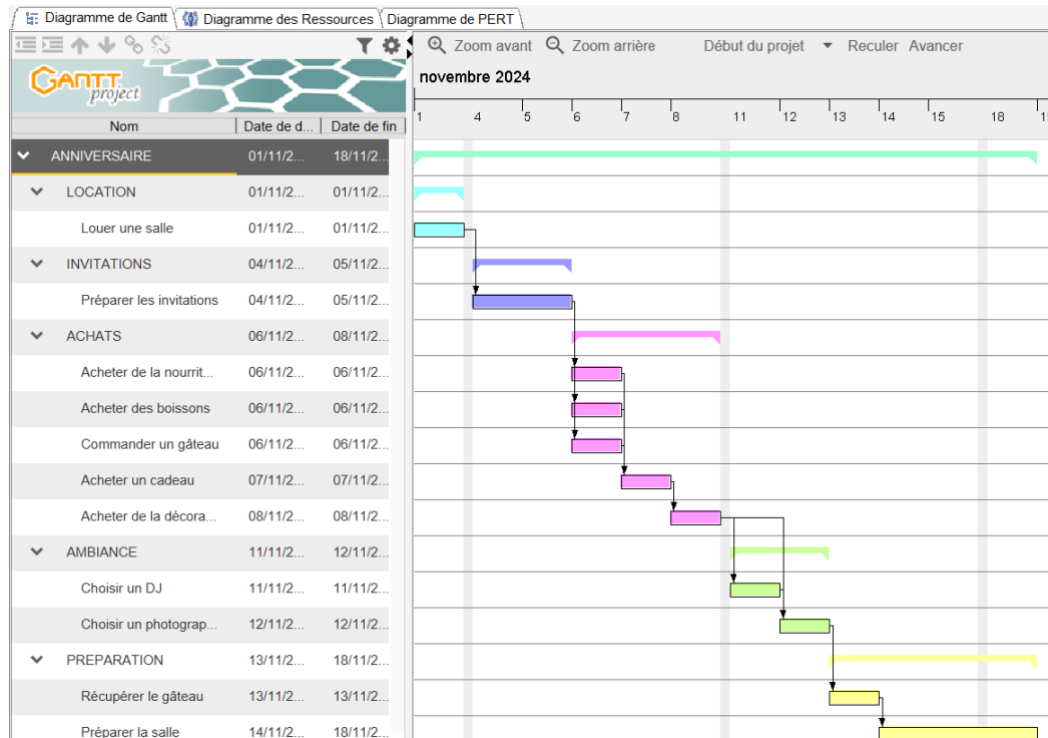 Diagramme de Gantt Diagramme des Ressources Diagramme de PERT
Zoom avant Zoom arrière Début du projet Reculer Avancer
GANTT project
novembre 2024
1 4 5 6 7 8 11 12 13 14 15 18
Nom Date de d... Date de fin
ANNIVERSAIRE 01/11/2... 18/11/2...
LOCATION 01/11/2... 01/11/2...
Louer une salle 01/11/2... 01/11/2...
INVITATIONS 04/11/2... 05/11/2...
Préparer les invitations 04/11/2... 05/11/2...
ACHATS 06/11/2... 08/11/2...
Acheter de la nourrit... 06/11/2... 06/11/2...
Acheter des boissons 06/11/2... 06/11/2...
Commander un gâteau 06/11/2... 06/11/2...
Acheter un cadeau 07/11/2... 07/11/2...
Acheter de la décora... 08/11/2... 08/11/2...
AMBIANCE 11/11/2... 12/11/2...
Choisir un DJ 11/11/2... 11/11/2...
Choisir un photograp... 12/11/2... 12/11/2...
PREPARATION 13/11/2... 18/11/2...
Récupérer le gâteau 13/11/2... 13/11/2...
Préparer la salle 14/11/2... 18/11/2...